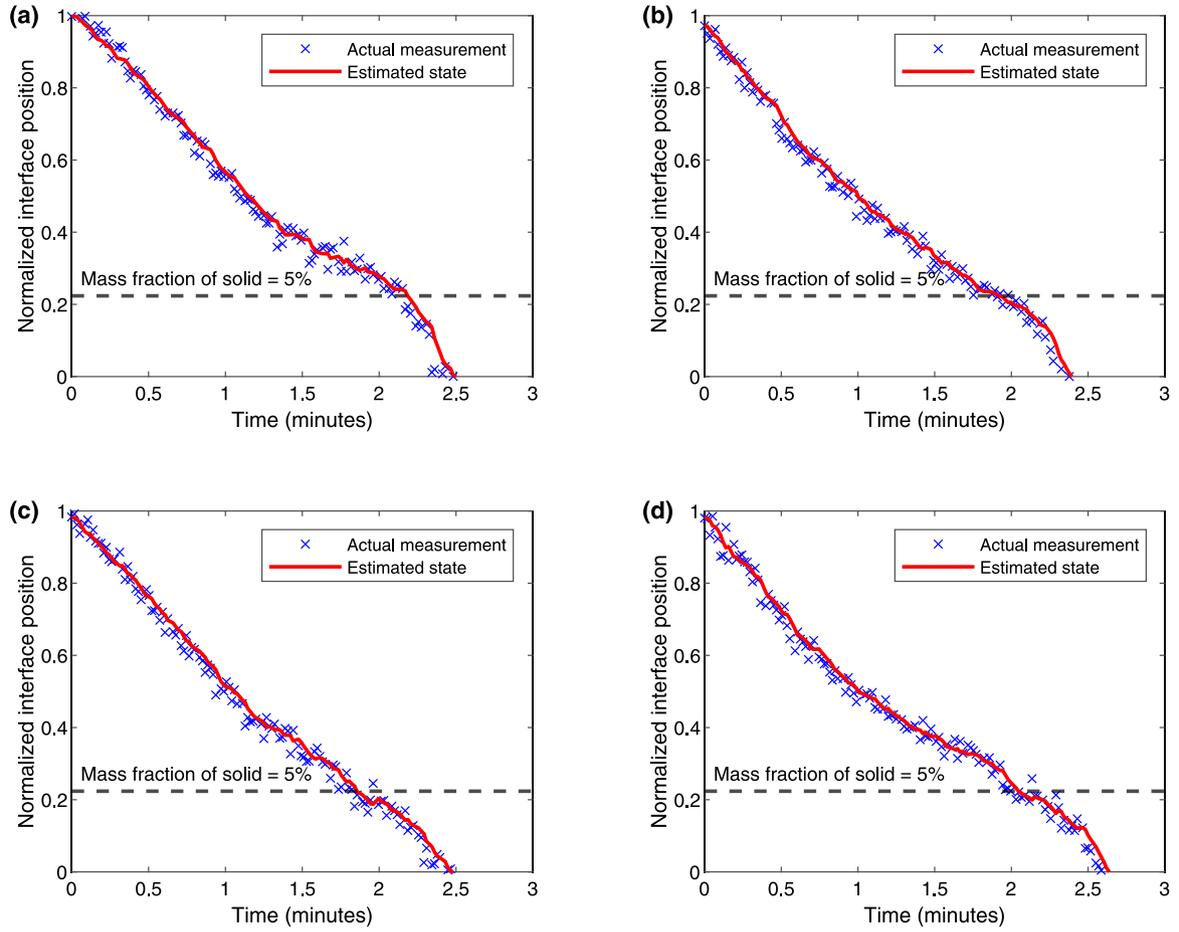 (a)
Normalized interface position
1
0.8
0.6
0.4
0.2
0
Actual measurement
Estimated state
Mass fraction of solid = 5%
0 0.5 1 1.5 2 2.5 3
Time (minutes)
(b)
Normalized interface position
1
0.8
0.6
0.4
0.2
0
Actual measurement
Estimated state
Mass fraction of solid = 5%
0 0.5 1 1.5 2 2.5 3
Time (minutes)
(c)
Normalized interface position
1
0.8
0.6
0.4
0.2
0
Actual measurement
Estimated state
Mass fraction of solid = 5%
0 0.5 1 1.5 2 2.5 3
Time (minutes)
(d)
Normalized interface position
1
0.8
0.6
0.4
0.2
0
Actual measurement
Estimated state
Mass fraction of solid = 5%
0 0.5 1 1.5 2 2.5 3
Time (minutes)